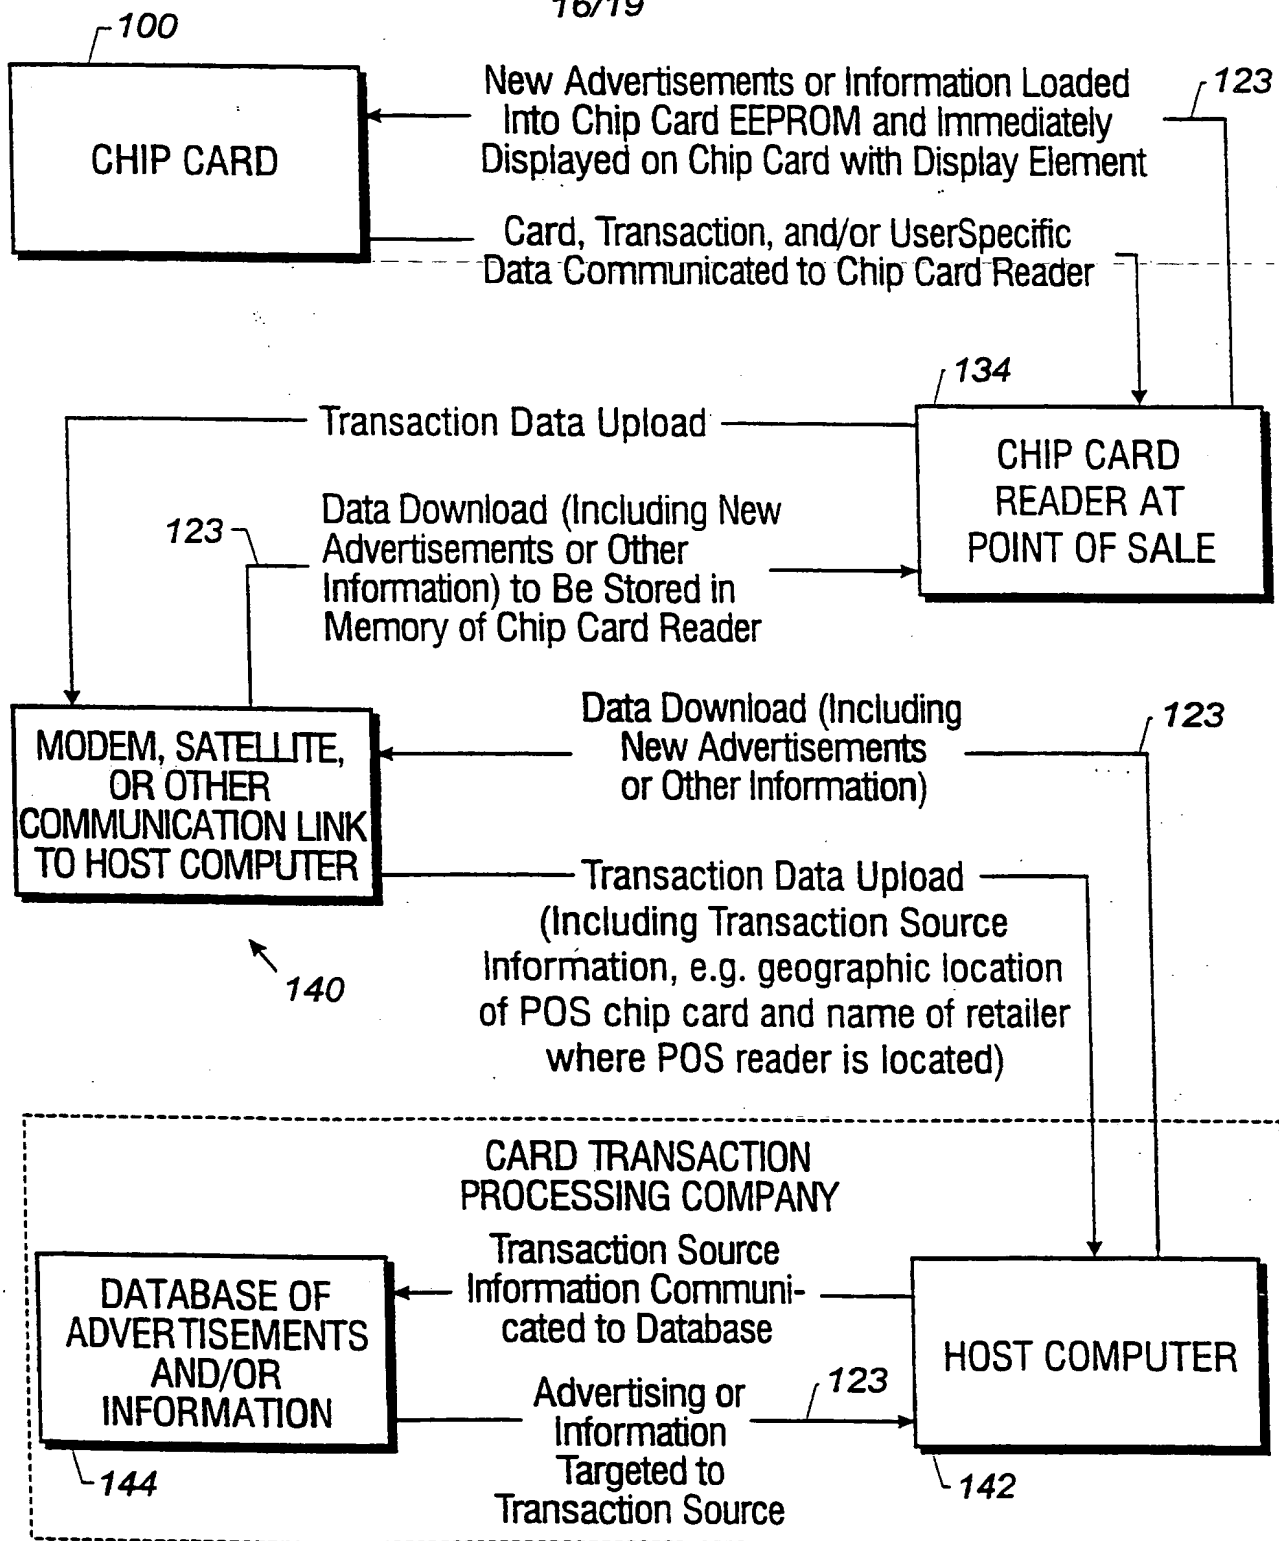 16/19
100
New Advertisements or Information Loaded
Into Chip Card EEPROM and Immediately
Displayed on Chip Card with Display Element
123
CHIP CARD
Card, Transaction, and/or UserSpecific
Data Communicated to Chip Card Reader
134
Transaction Data Upload
CHIP CARD
READER AT
POINT OF SALE
123
Data Download (Including New
Advertisements or Other
Information) to Be Stored in
Memory of Chip Card Reader
Data Download (Including
New Advertisements
or Other Information)
123
MODEM, SATELLITE,
OR OTHER
COMMUNICATION LINK
TO HOST COMPUTER
Transaction Data Upload
(Including Transaction Source
Information, e.g. geographic location
of POS chip card and name of retailer
where POS reader is located)
140
CARD TRANSACTION
PROCESSING COMPANY
Transaction Source
Information Communi-
cated to Database
DATABASE OF
ADVERTISEMENTS
AND/OR
INFORMATION
HOST COMPUTER
Advertising or
Information
Targeted to
Transaction Source
123
144
142